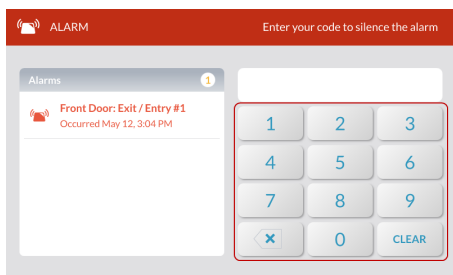 ALARM
Enter your code to silence the alarm
Alarms 1
Front Door: Exit / Entry #1
Occurred May 12, 3:04 PM
1 2 3
4 5 6
7 8 9
0 CLEAR